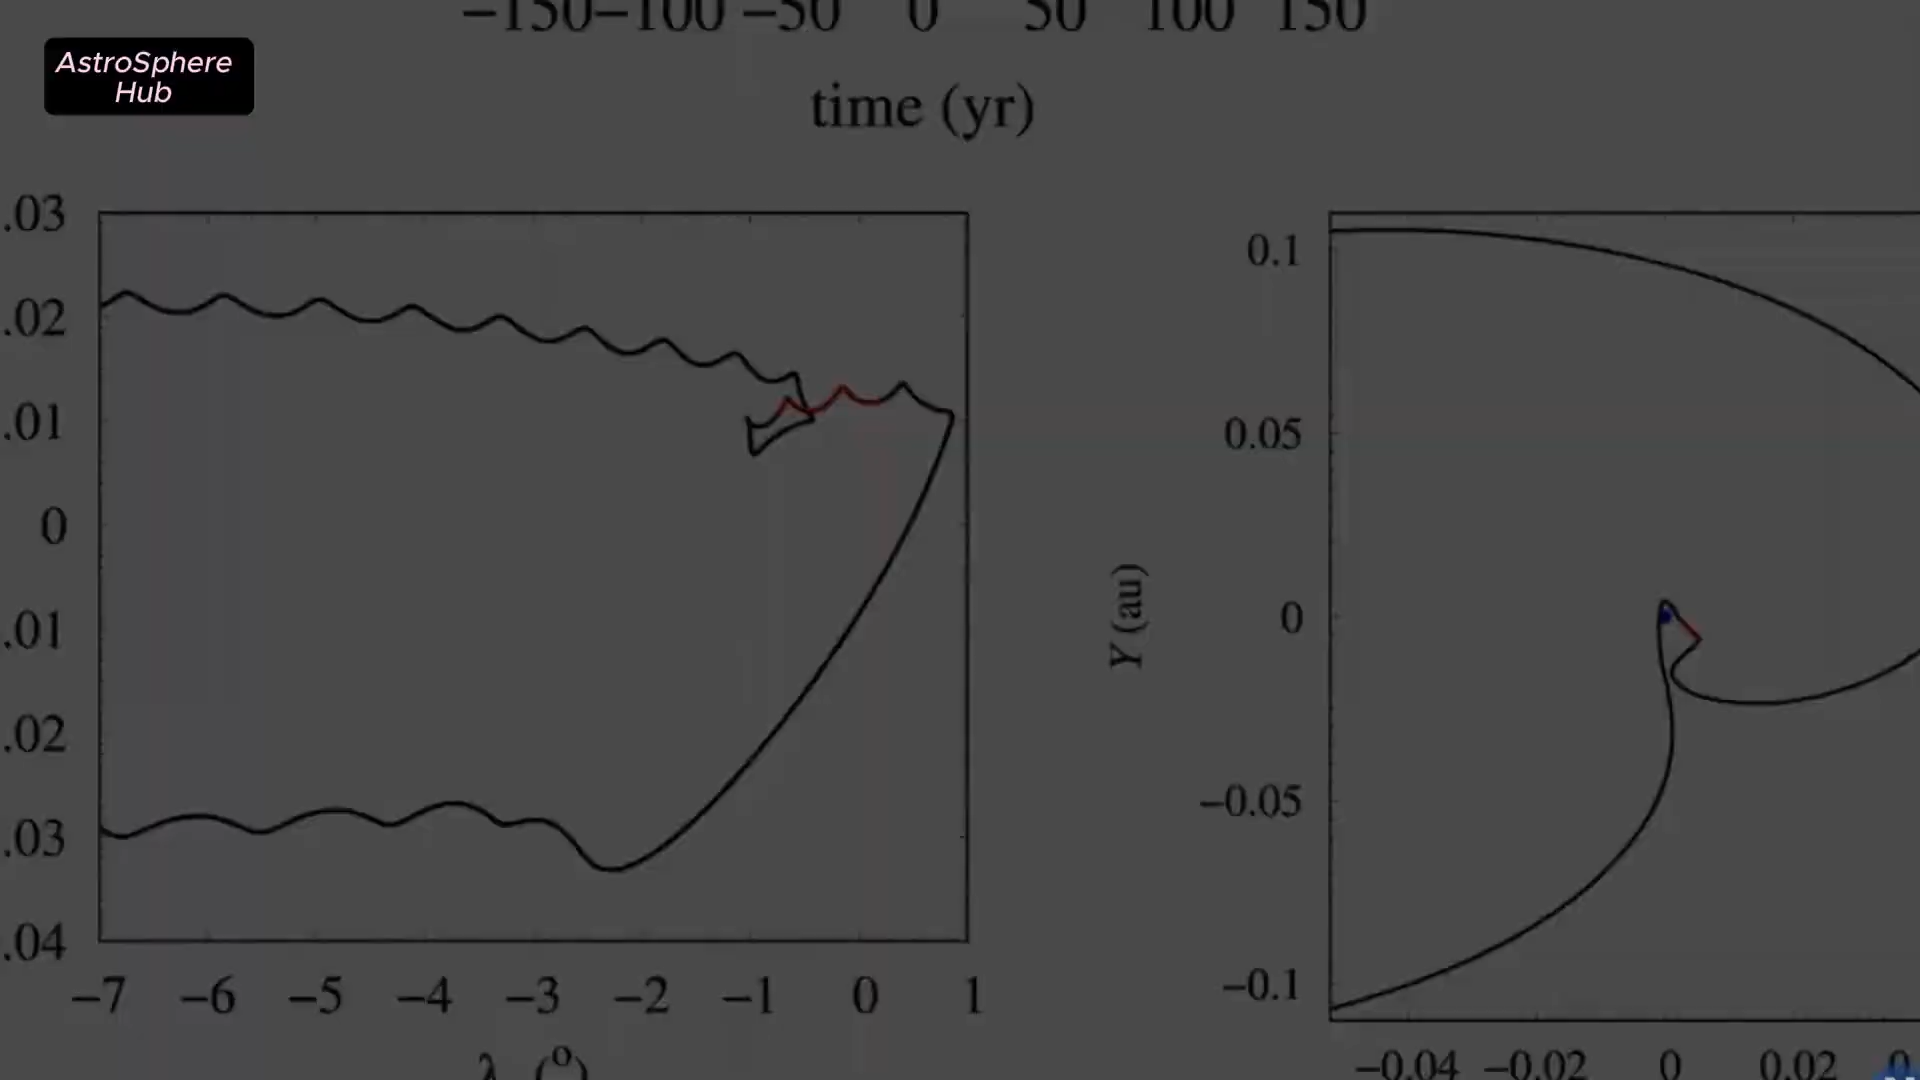 −150−100 −50 0 50 100 150
AstroSphere
Hub
time (yr)
.03
.02
.01
0
.01
.02
.03
.04
−7 −6 −5 −4 −3 −2 −1 0 1
λr (o)
0.1
0.05
0
−0.05
−0.1
Y (au)
−0.04 −0.02 0 0.02